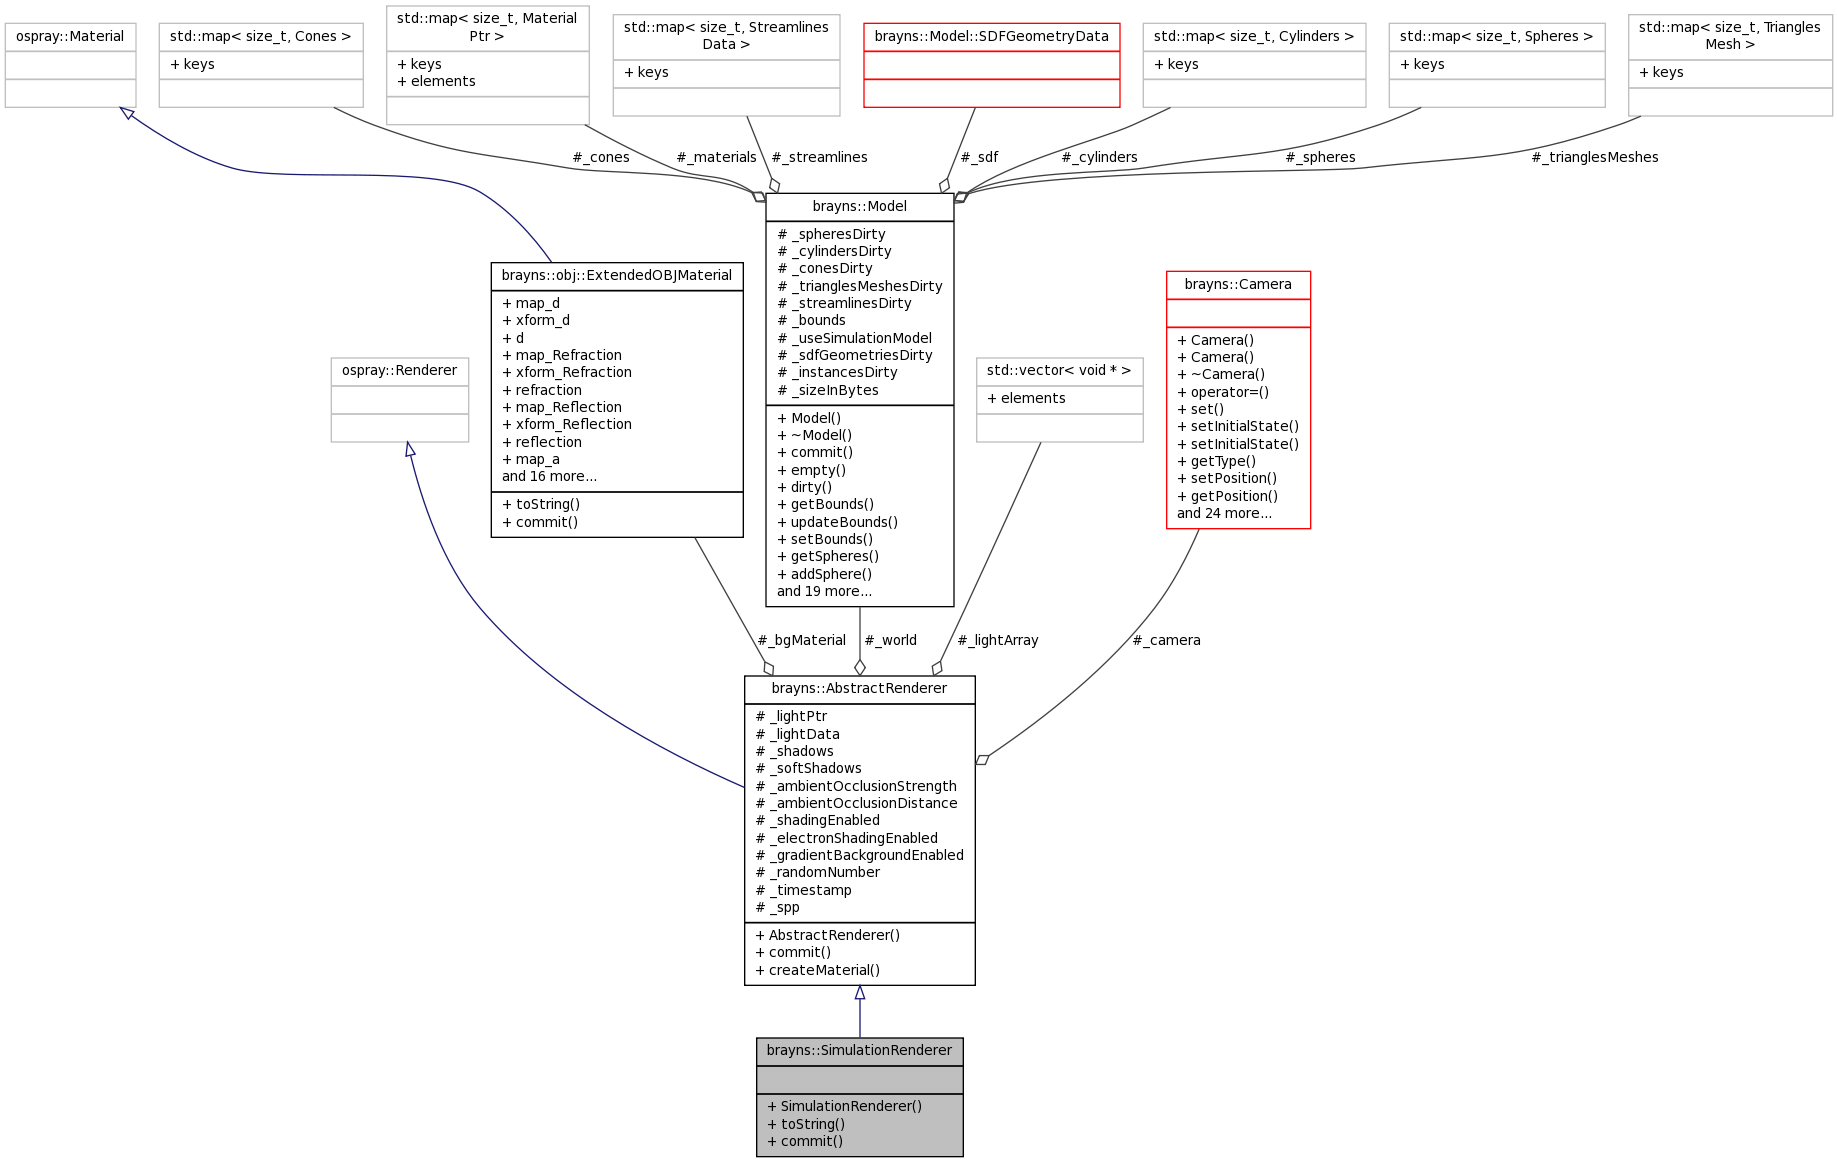 ospray::Material
std::map< size_t, Cones >
+ keys
std::map< size_t, Material
Ptr >
+ keys
+ elements
std::map< size_t, Streamlines
Data >
+ keys
brayns::Model::SDFGeometryData
std::map< size_t, Cylinders >
+ keys
std::map< size_t, Spheres >
+ keys
std::map< size_t, Triangles
Mesh >
+ keys
#_cones
#_materials
#_streamlines
#_sdf
#_cylinders
#_spheres
#_trianglesMeshes
brayns::Model
# _spheresDirty
# _cylindersDirty
# _conesDirty
# _trianglesMeshesDirty
# _streamlinesDirty
# _bounds
# _useSimulationModel
# _sdfGeometriesDirty
# _instancesDirty
# _sizeInBytes
+ Model()
+ ~Model()
+ commit()
+ empty()
+ dirty()
+ getBounds()
+ updateBounds()
+ setBounds()
+ getSpheres()
+ addSphere()
and 19 more...
brayns::obj::ExtendedOBJMaterial
+ map_d
+ xform_d
+ d
+ map_Refraction
+ xform_Refraction
+ refraction
+ map_Reflection
+ xform_Reflection
+ reflection
+ map_a
and 16 more...
+ toString()
+ commit()
brayns::Camera
+ Camera()
+ Camera()
+ ~Camera()
+ operator=()
+ set()
+ setInitialState()
+ setInitialState()
+ getType()
+ setPosition()
+ getPosition()
and 24 more...
ospray::Renderer
std::vector< void * >
+ elements
#_bgMaterial
#_world
#_lightArray
#_camera
brayns::AbstractRenderer
# _lightPtr
# _lightData
# _shadows
# _softShadows
# _ambientOcclusionStrength
# _ambientOcclusionDistance
# _shadingEnabled
# _electronShadingEnabled
# _gradientBackgroundEnabled
# _randomNumber
# _timestamp
# _spp
+ AbstractRenderer()
+ commit()
+ createMaterial()
brayns::SimulationRenderer
+ SimulationRenderer()
+ toString()
+ commit()